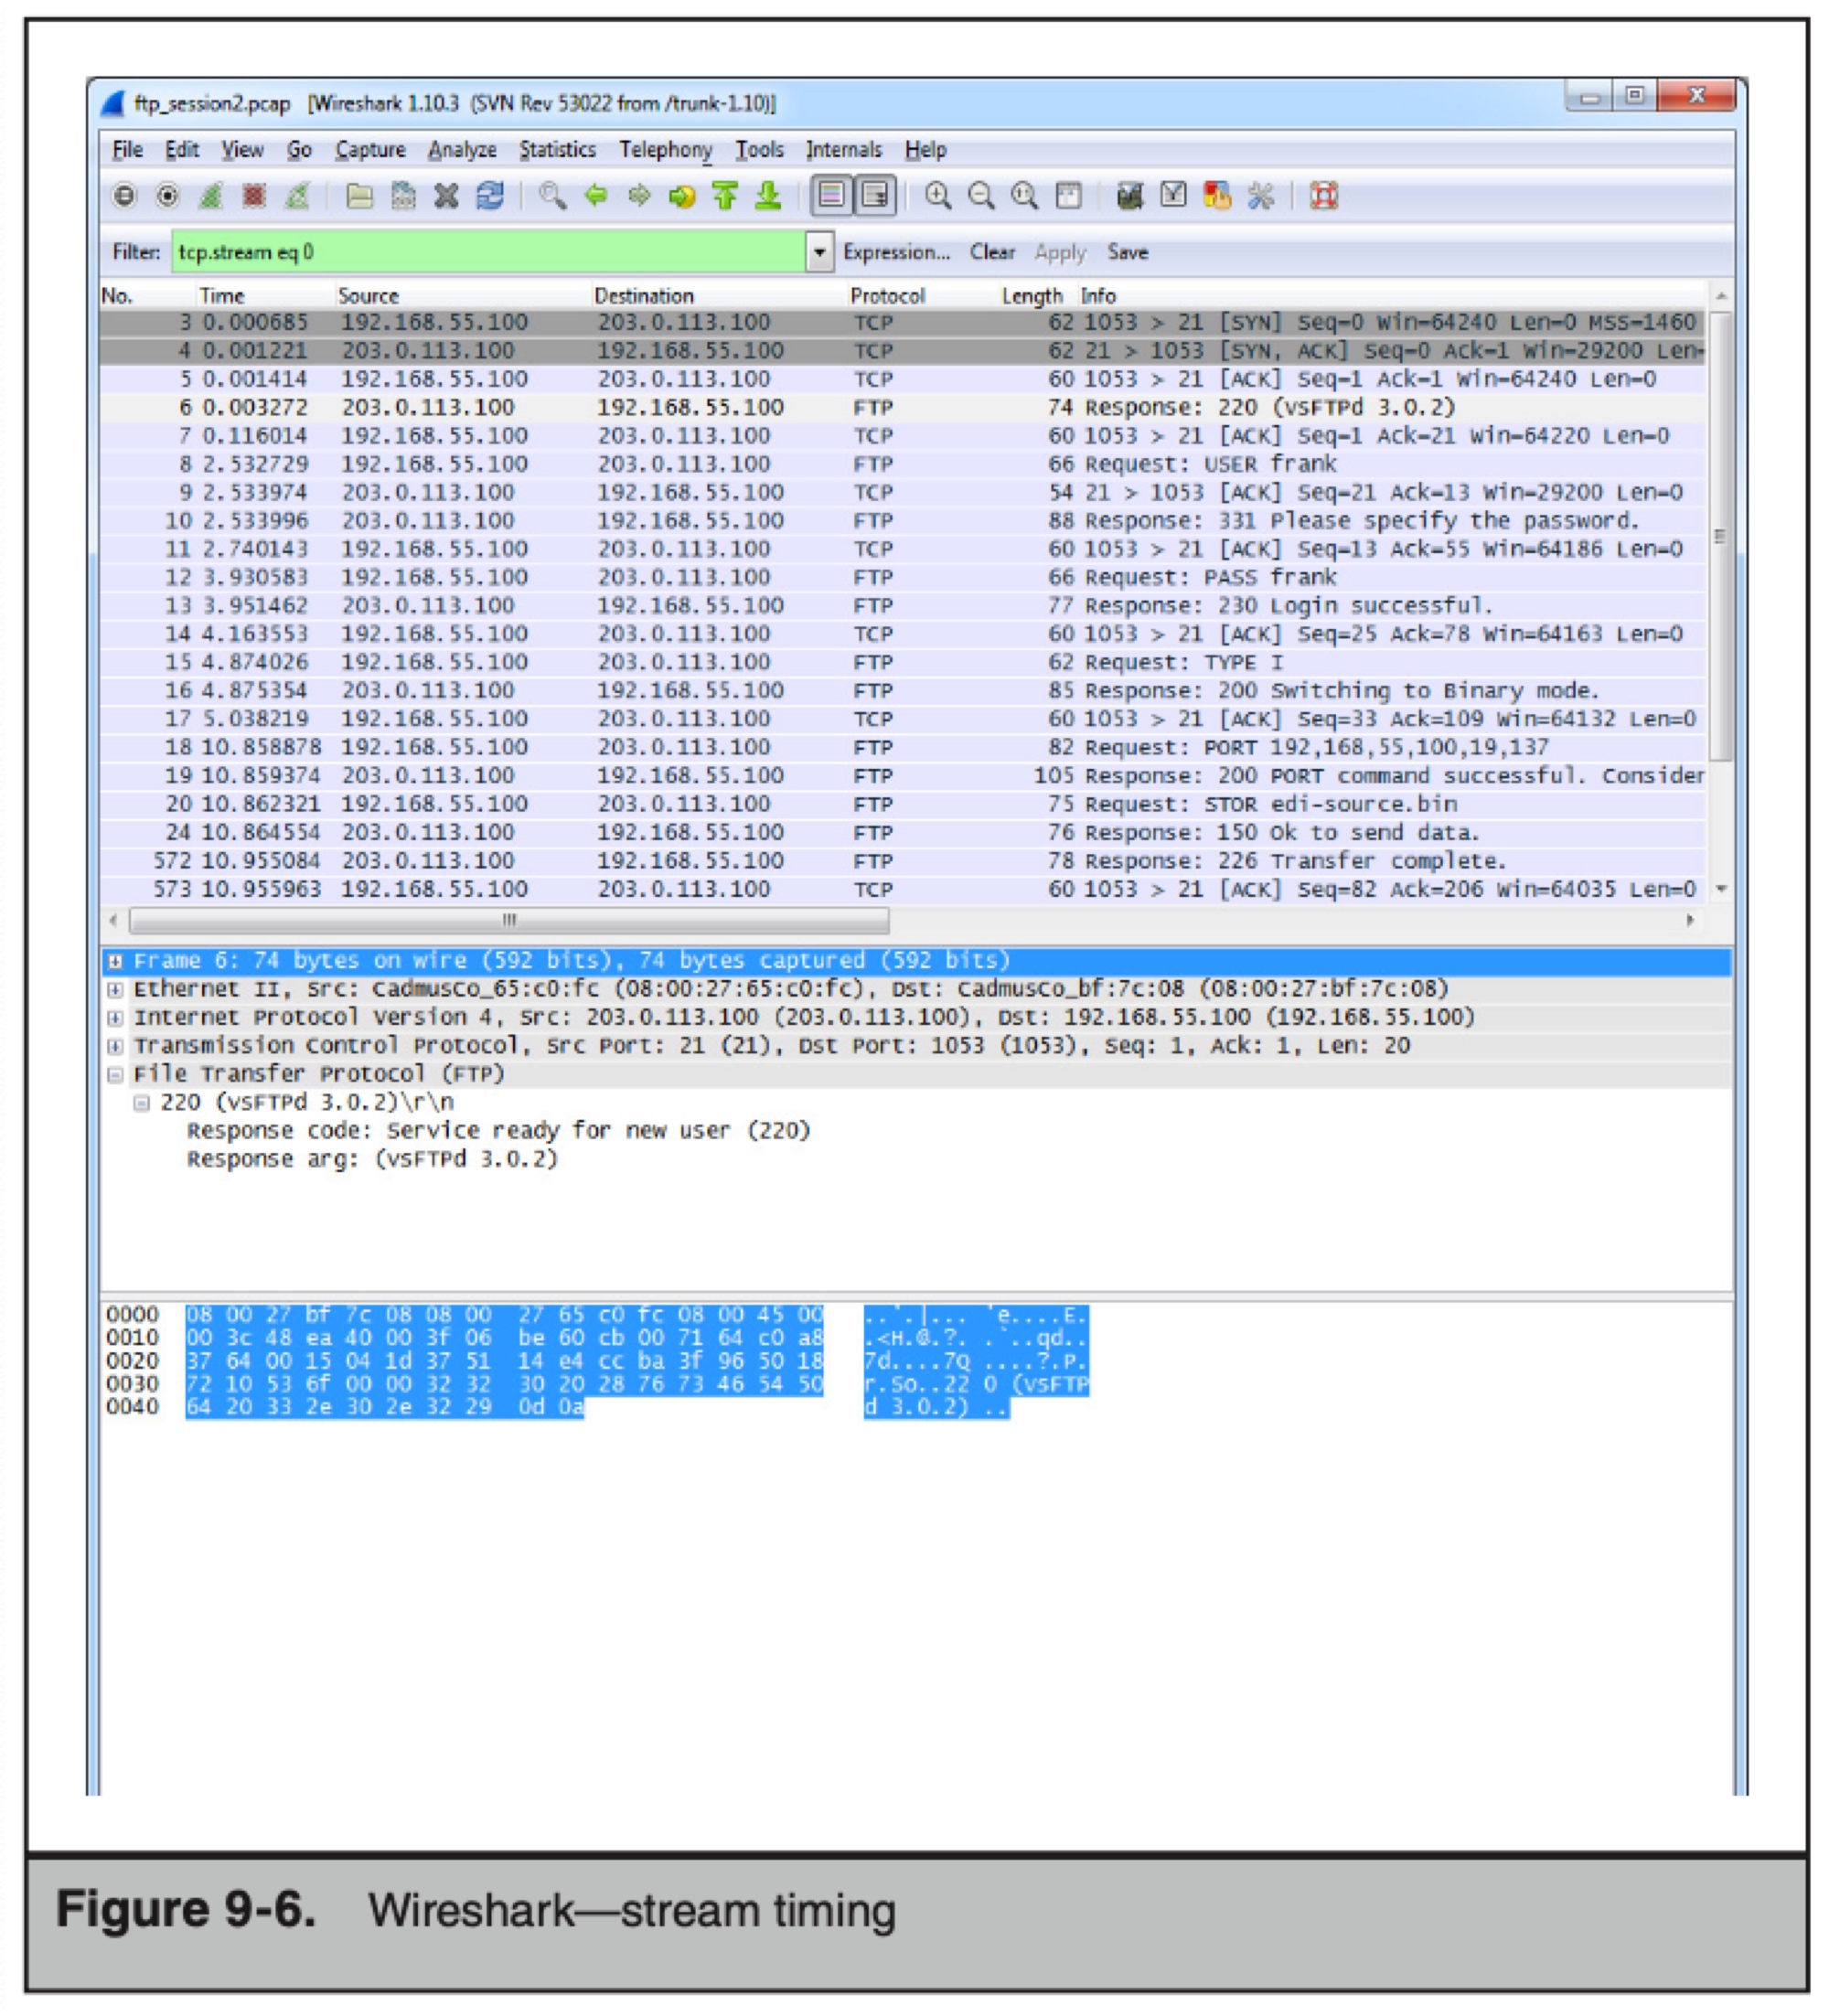 ftp_session2.pcap [Wireshark 1.10.3 (SVN Rev 53022 from /trunk-1.10)]
File Edit View Go Capture Analyze Statistics Telephony Tools Internals Help
Filter: tcp.stream eq 0 Expression... Clear Apply Save
No. Time Source Destination Protocol Length Info
3 0.000685 192.168.55.100 203.0.113.100 TCP 62 1053 > 21 [SYN] Seq=0 Win=64240 Len=0 MSS=1460
4 0.001221 203.0.113.100 192.168.55.100 TCP 62 21 > 1053 [SYN, ACK] Seq=0 Ack=1 Win=29200 Len=
5 0.001414 192.168.55.100 203.0.113.100 TCP 60 1053 > 21 [ACK] Seq=1 Ack=1 Win=64240 Len=0
6 0.003272 203.0.113.100 192.168.55.100 FTP 74 Response: 220 (vsFTPd 3.0.2)
7 0.116014 192.168.55.100 203.0.113.100 TCP 60 1053 > 21 [ACK] Seq=1 Ack=21 Win=64220 Len=0
8 2.532729 192.168.55.100 203.0.113.100 FTP 66 Request: USER frank
9 2.533974 203.0.113.100 192.168.55.100 TCP 54 21 > 1053 [ACK] Seq=21 Ack=13 Win=29200 Len=0
10 2.533996 203.0.113.100 192.168.55.100 FTP 88 Response: 331 Please specify the password.
11 2.740143 192.168.55.100 203.0.113.100 TCP 60 1053 > 21 [ACK] Seq=13 Ack=55 Win=64186 Len=0
12 3.930583 192.168.55.100 203.0.113.100 FTP 66 Request: PASS frank
13 3.951462 203.0.113.100 192.168.55.100 FTP 77 Response: 230 Login successful.
14 4.163553 192.168.55.100 203.0.113.100 TCP 60 1053 > 21 [ACK] Seq=25 Ack=78 Win=64163 Len=0
15 4.874026 192.168.55.100 203.0.113.100 FTP 62 Request: TYPE I
16 4.875354 203.0.113.100 192.168.55.100 FTP 85 Response: 200 Switching to Binary mode.
17 5.038219 192.168.55.100 203.0.113.100 TCP 60 1053 > 21 [ACK] Seq=33 Ack=109 Win=64132 Len=0
18 10.858878 192.168.55.100 203.0.113.100 FTP 82 Request: PORT 192,168,55,100,19,137
19 10.859374 203.0.113.100 192.168.55.100 FTP 105 Response: 200 PORT command successful. Consider
20 10.862321 192.168.55.100 203.0.113.100 FTP 75 Request: STOR edi-source.bin
24 10.864554 203.0.113.100 192.168.55.100 FTP 76 Response: 150 Ok to send data.
572 10.955084 203.0.113.100 192.168.55.100 FTP 78 Response: 226 Transfer complete.
573 10.955963 192.168.55.100 203.0.113.100 TCP 60 1053 > 21 [ACK] Seq=82 Ack=206 Win=64035 Len=0
Frame 6: 74 bytes on wire (592 bits), 74 bytes captured (592 bits)
Ethernet II, Src: CadmusCo_65:c0:fc (08:00:27:65:c0:fc), Dst: CadmusCo_bf:7c:08 (08:00:27:bf:7c:08)
Internet Protocol Version 4, Src: 203.0.113.100 (203.0.113.100), Dst: 192.168.55.100 (192.168.55.100)
Transmission Control Protocol, Src Port: 21 (21), Dst Port: 1053 (1053), Seq: 1, Ack: 1, Len: 20
File Transfer Protocol (FTP)
220 (vsFTPd 3.0.2)\r\n
Response code: Service ready for new user (220)
Response arg: (vsFTPd 3.0.2)
0000 08 00 27 bf 7c 08 08 00 27 65 c0 fc 08 00 45 00 ..'.|... 'e....E.
0010 00 3c 48 ea 40 00 3f 06 be 60 cb 00 71 64 c0 a8 .<H.@.?. .`..qd..
0020 37 64 00 15 04 1d 37 51 14 e4 cc ba 3f 96 50 18 7d....7Q ....?.P.
0030 72 10 53 6f 00 00 32 32 30 20 28 76 73 46 54 50 r.So..22 0 (vsFTP
0040 64 20 33 2e 30 2e 32 29 0d 0a d 3.0.2) ..
Figure 9-6. Wireshark—stream timing